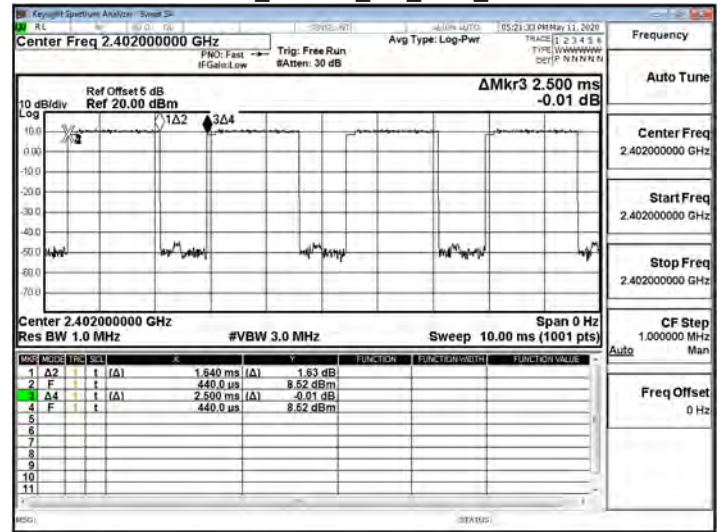 Keysight Spectrum Analyzer - Swept SA
RL
05:21:33 PM May 11, 2020
Frequency
Center Freq 2.402000000 GHz
Avg Type: Log-Pwr
TRACE 1 2 3 4 5 6
PNO: Fast
Trig: Free Run
TYPE WWWWWW
IFGain:Low
#Atten: 30 dB
DET P N N N N N
Auto Tune
ΔMkr3 2.500 ms
-0.01 dB
Ref Offset 5 dB
Ref 20.00 dBm
10 dB/div
Log
1Δ2
3Δ4
10.0
0.00
-10.0
-20.0
-30.0
-40.0
-50.0
-60.0
-70.0
Center Freq
2.402000000 GHz
Start Freq
2.402000000 GHz
Stop Freq
2.402000000 GHz
Center 2.402000000 GHz
Span 0 Hz
Res BW 1.0 MHz
#VBW 3.0 MHz
Sweep 10.00 ms (1001 pts)
CF Step
1.000000 MHz
Auto Man
MKR MODE TRC SCL X Y FUNCTION FUNCTION WIDTH FUNCTION VALUE
1 Δ2 1 t (Δ) 1.640 ms (Δ) 1.63 dB
2 F 1 t 440.0 µs 8.52 dBm
3 Δ4 1 t (Δ) 2.500 ms (Δ) -0.01 dB
4 F 1 t 440.0 µs 8.52 dBm
5
6
7
8
9
10
11
Freq Offset
0 Hz
MSG
STATUS